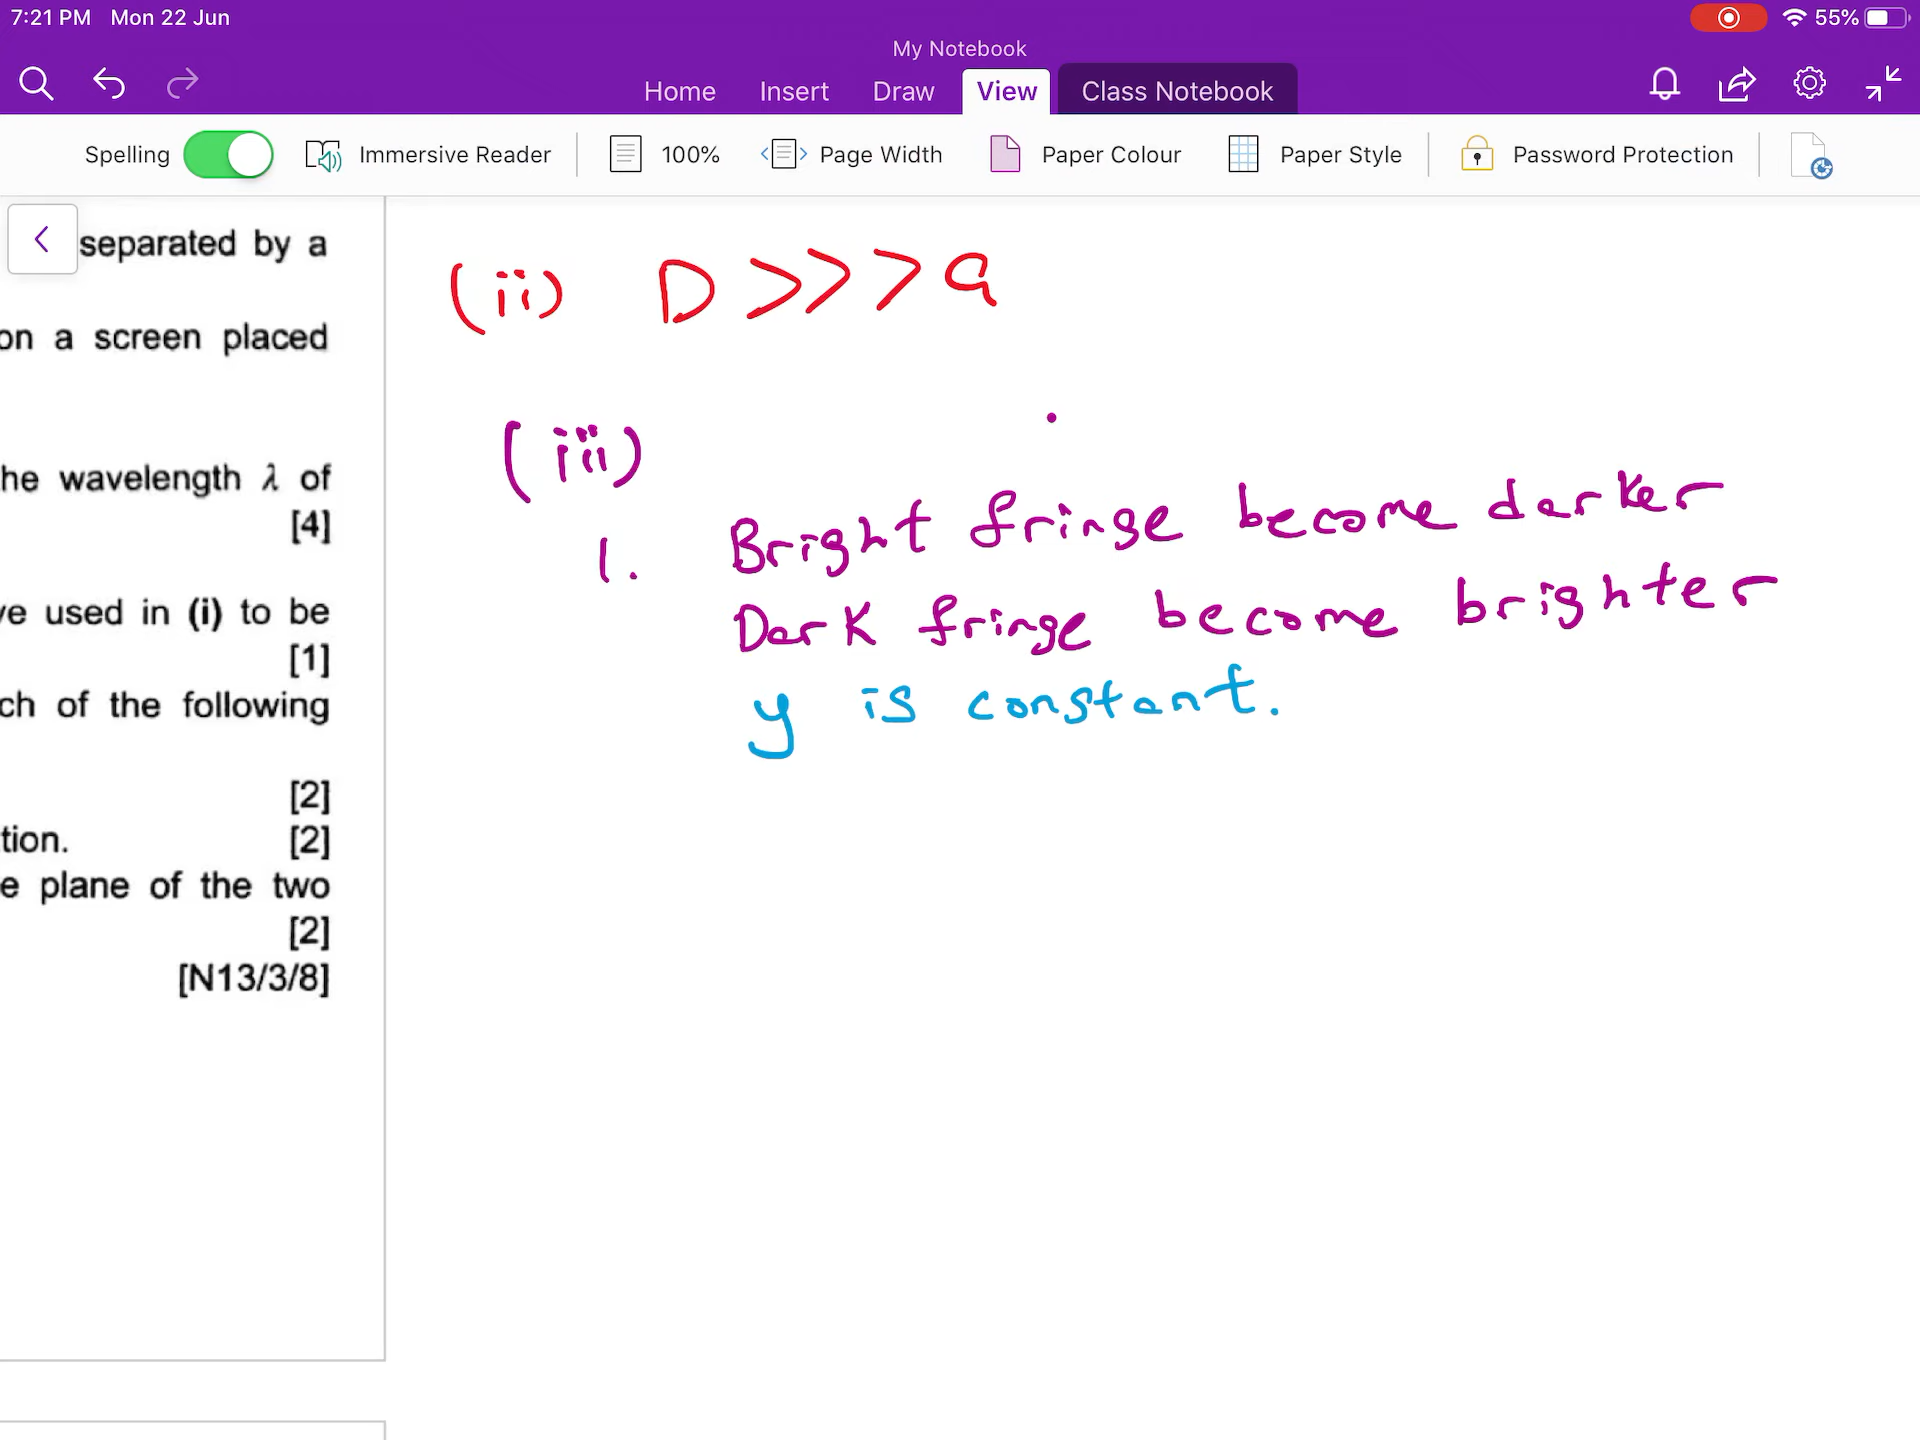 7:21 PM Mon 22 Jun 55%
My Notebook
Home Insert Draw View Class Notebook
Spelling Immersive Reader 100% Page Width Paper Colour Paper Style Password Protection
separated by a
on a screen placed
he wavelength λ of
[4]
ve used in (i) to be
[1]
ch of the following
[2]
tion. [2]
e plane of the two
[2]
[N13/3/8]
(ii) D >>> a
(iii)
1. Bright fringe become darker
Dark fringe become brighter
y is constant.